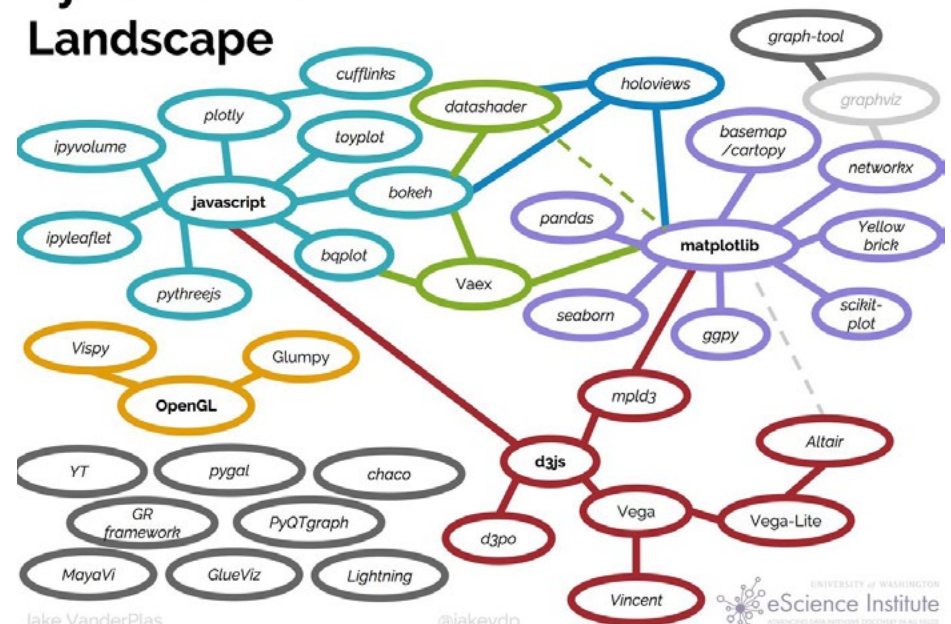 Landscape
graph-tool
cufflinks
holoviews
graphviz
datashader
plotly
basemap
/cartopy
toyplot
ipyvolume
networkx
bokeh
javascript
pandas
Yellow
brick
ipyleaflet
matplotlib
bqplot
Vaex
pythreejs
seaborn
scikit-
plot
ggpy
Vispy
Glumpy
OpenGL
mpld3
Altair
d3js
YT
pygal
chaco
Vega
Vega-Lite
GR
framework
PyQTgraph
d3po
MayaVi
GlueViz
Lightning
Vincent
UNIVERSITY of WASHINGTON
eScience Institute
Jake VanderPlas
@jakevdp